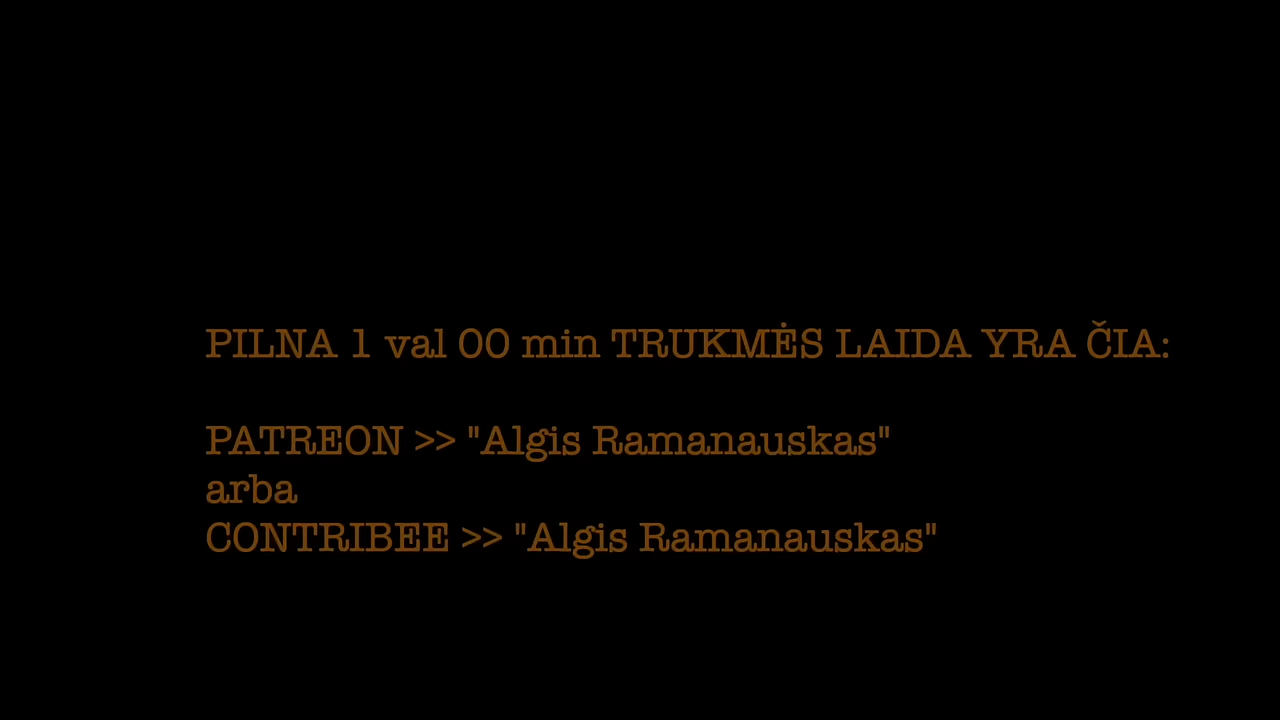 PILNA 1 val 00 min TRUKMĖS LAIDA YRA ČIA:
PATREON >> "Algis Ramanauskas"
arba
CONTRIBEE >> "Algis Ramanauskas"